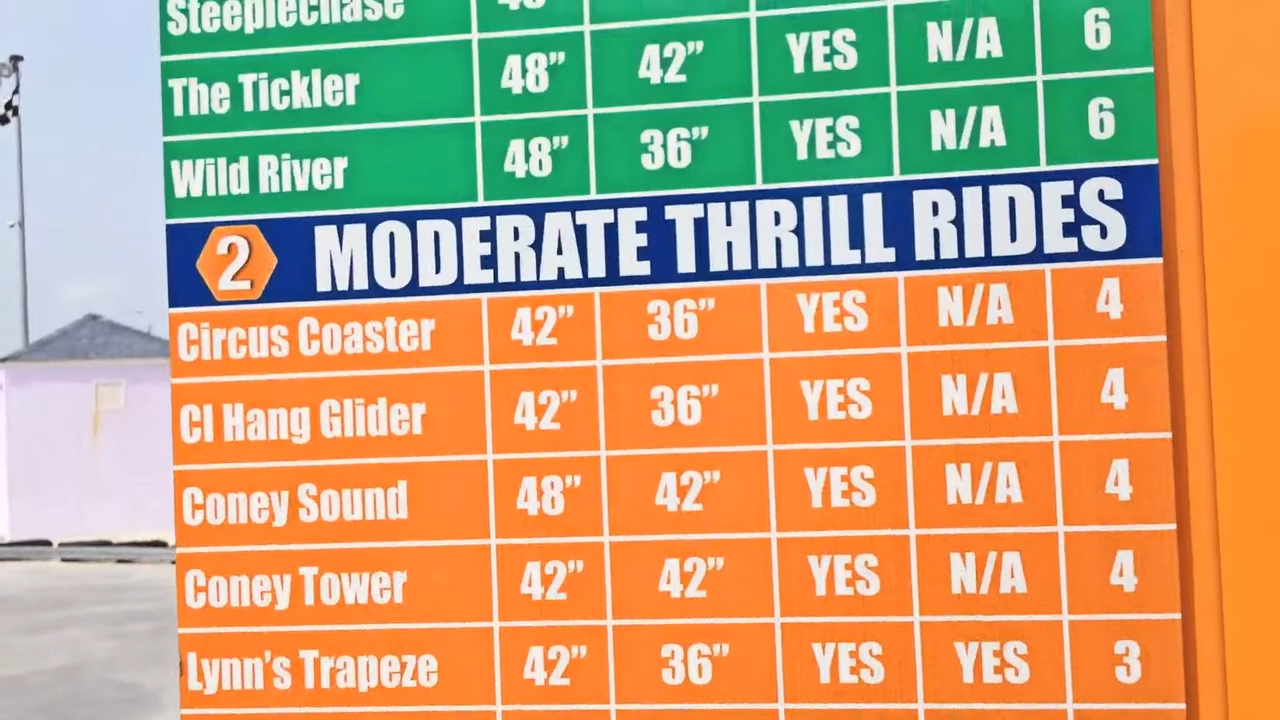 Steeplechase 48"
The Tickler 48" 42" YES N/A 6
Wild River 48" 36" YES N/A 6
2 MODERATE THRILL RIDES
Circus Coaster 42" 36" YES N/A 4
CI Hang Glider 42" 36" YES N/A 4
Coney Sound 48" 42" YES N/A 4
Coney Tower 42" 42" YES N/A 4
Lynn's Trapeze 42" 36" YES YES 3